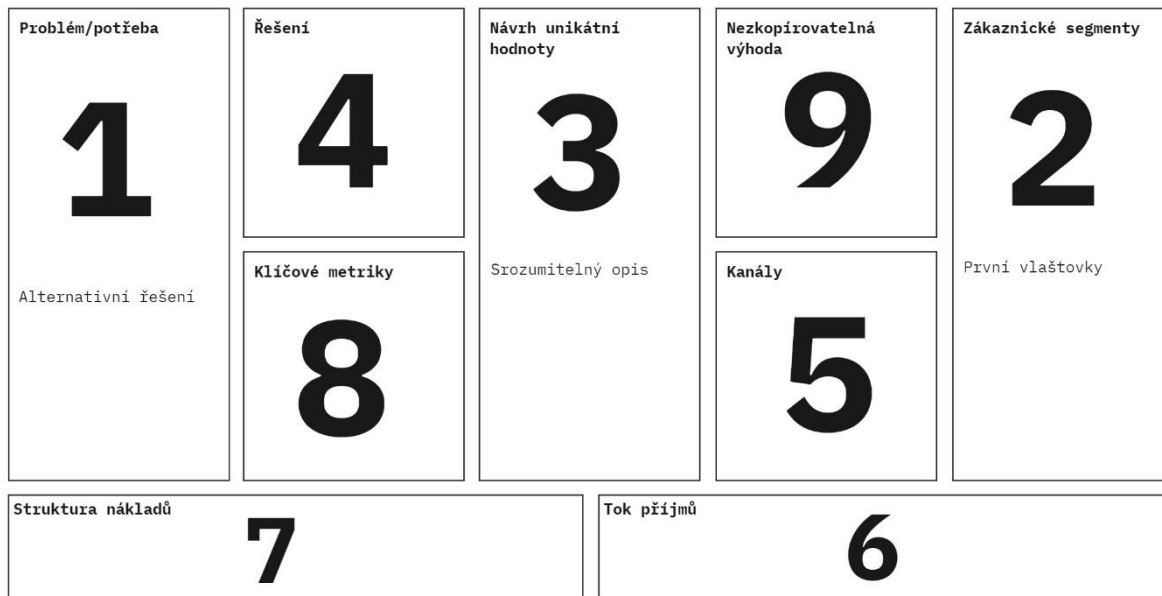 Problém/potřeba
1
Alternativní řešení
Řešení
4
Klíčové metriky
8
Návrh unikátní
hodnoty
3
Srozumitelný opis
Nezkopírovatelná
výhoda
9
Kanály
5
Zákaznické segmenty
2
První vlaštovky
Struktura nákladů
7
Tok příjmů
6